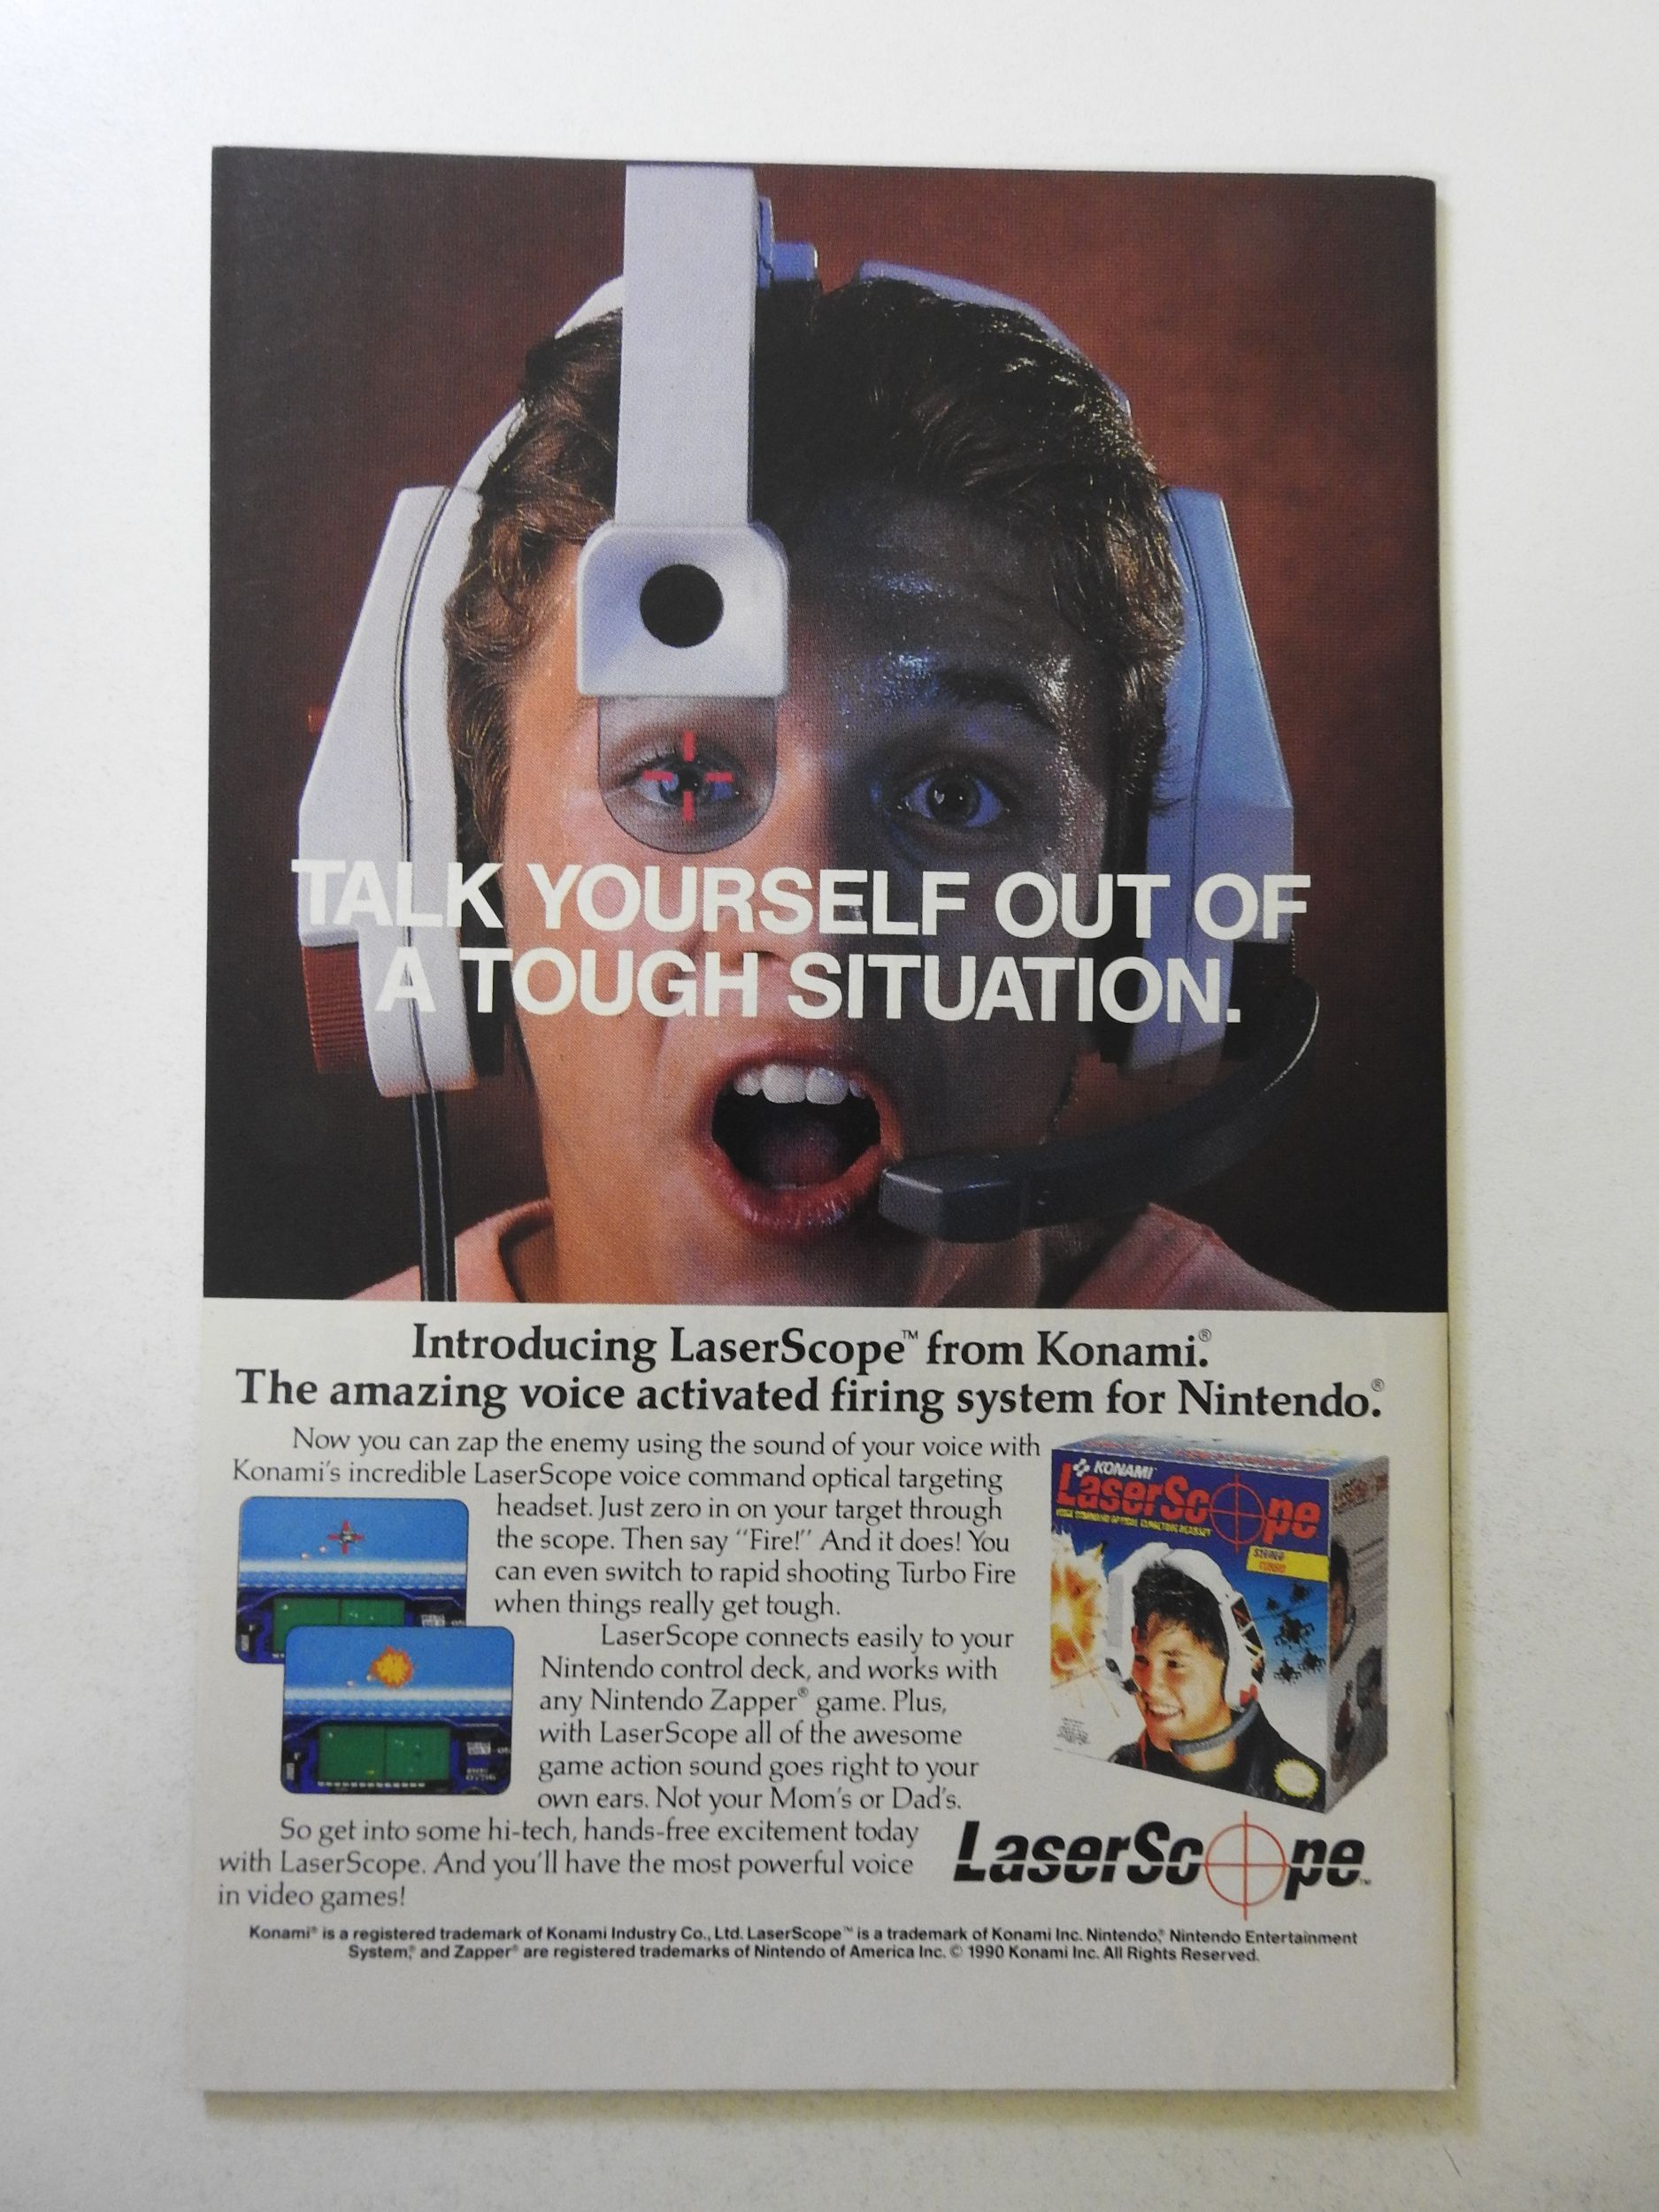 TALK YOURSELF OUT OF
A TOUGH SITUATION.
Introducing LaserScope™ from Konami.®
The amazing voice activated firing system for Nintendo.®
Now you can zap the enemy using the sound of your voice with
Konami's incredible LaserScope voice command optical targeting
headset. Just zero in on your target through
the scope. Then say "Fire!" And it does! You
can even switch to rapid shooting Turbo Fire
when things really get tough.
LaserScope connects easily to your
Nintendo control deck, and works with
any Nintendo Zapper® game. Plus,
with LaserScope all of the awesome
game action sound goes right to your
own ears. Not your Mom's or Dad's.
So get into some hi-tech, hands-free excitement today
with LaserScope. And you'll have the most powerful voice
in video games!
KONAMI
LaserScope
VOICE COMMAND OPTICAL TARGETING HEADSET
STEREO
LaserScope™
Konami® is a registered trademark of Konami Industry Co., Ltd. LaserScope™ is a trademark of Konami Inc. Nintendo,® Nintendo Entertainment
System,® and Zapper® are registered trademarks of Nintendo of America Inc. © 1990 Konami Inc. All Rights Reserved.